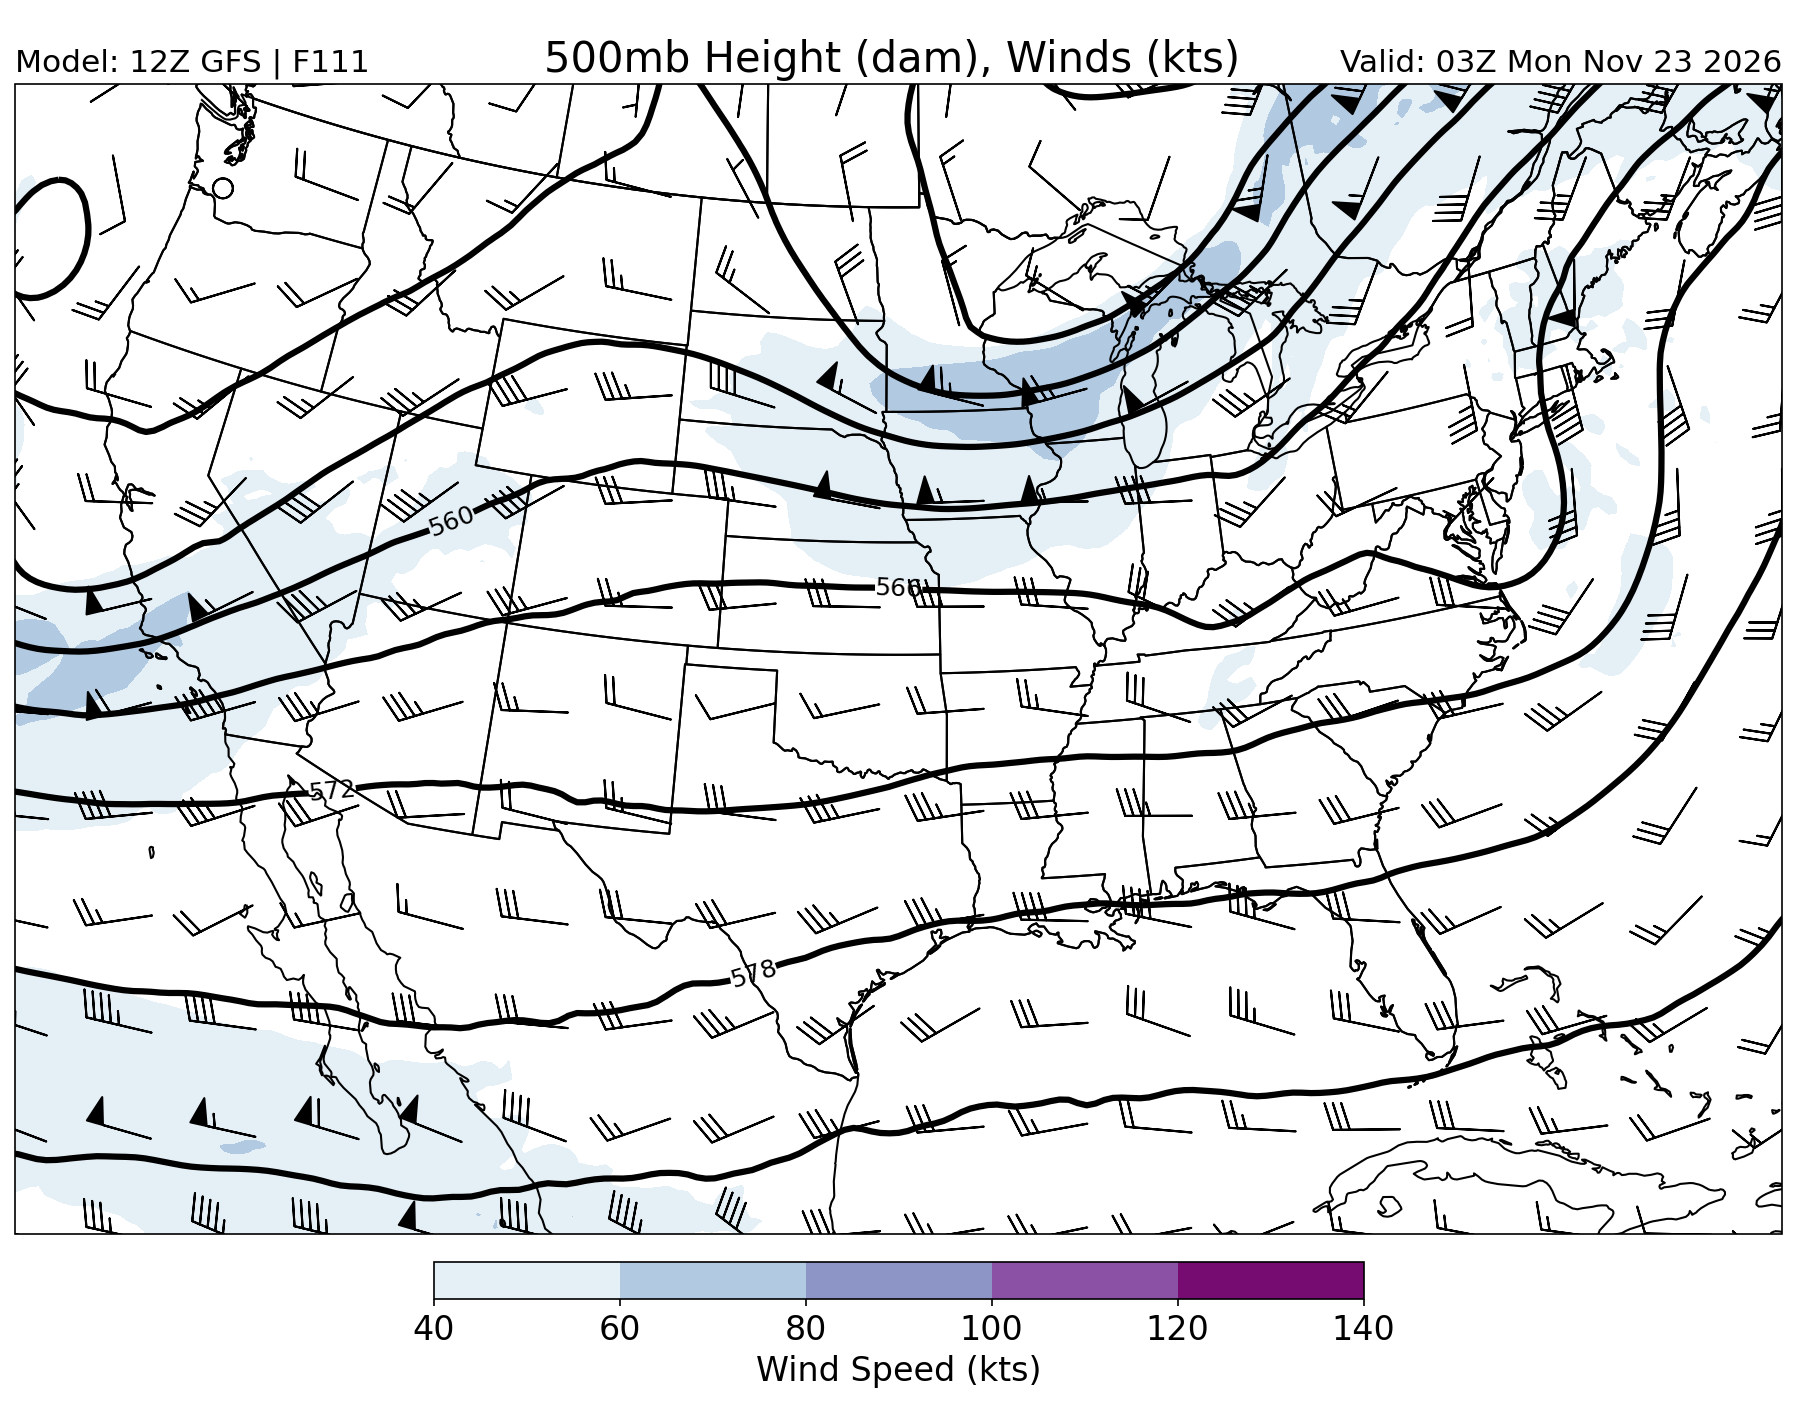 500mb Height (dam), Winds (kts)
Model: 12Z GFS | F111
Valid: 03Z Mon Nov 23 2026
560
566
572
578
40 60 80 100 120 140
Wind Speed (kts)